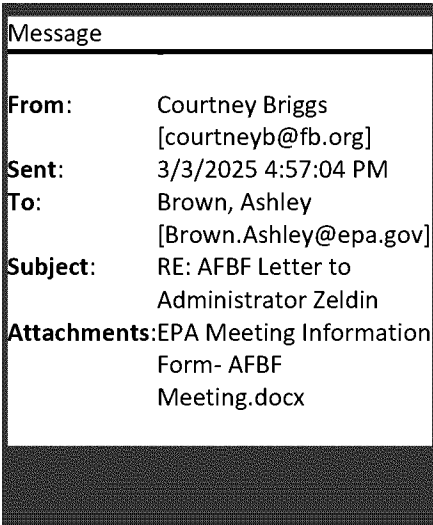 Message
From: Courtney Briggs
[courtneyb@fb.org]
Sent: 3/3/2025 4:57:04 PM
To: Brown, Ashley
[Brown.Ashley@epa.gov]
Subject: RE: AFBF Letter to
Administrator Zeldin
Attachments:EPA Meeting Information
Form- AFBF
Meeting.docx